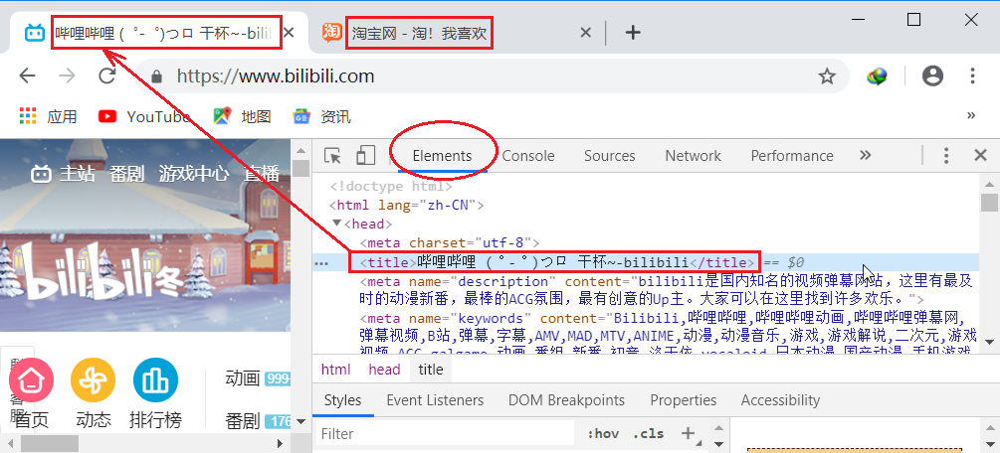 哔哩哔哩 ( ゜- ゜)つロ 干杯~-bili
淘宝网 - 淘！我喜欢
https://www.bilibili.com
应用
YouTube
地图
资讯
»
主站 番剧 游戏中心 直播
bilibili冬
首页 动态 排行榜
动画 999+
番剧 176
Elements Console Sources Network Performance »
<!doctype html>
<html lang="zh-CN">
<head>
<meta charset="utf-8">
<title>哔哩哔哩 (゜-゜)つロ 干杯~-bilibili</title> == $0
<meta name="description" content="bilibili是国内知名的视频弹幕网站，这里有最及
时的动漫新番，最棒的ACG氛围，最有创意的Up主。大家可以在这里找到许多欢乐。">
<meta name="keywords" content="Bilibili,哔哩哔哩,哔哩哔哩动画,哔哩哔哩弹幕网,
弹幕视频,B站,弹幕,字幕,AMV,MAD,MTV,ANIME,动漫,动漫音乐,游戏,游戏解说,二次元,游戏
视频,ACG,galgame,动画,番组,新番,初音,洛天依,vocaloid,日本动漫,国产动漫,手机游戏
html head title
Styles Event Listeners DOM Breakpoints Properties Accessibility
Filter :hov .cls +